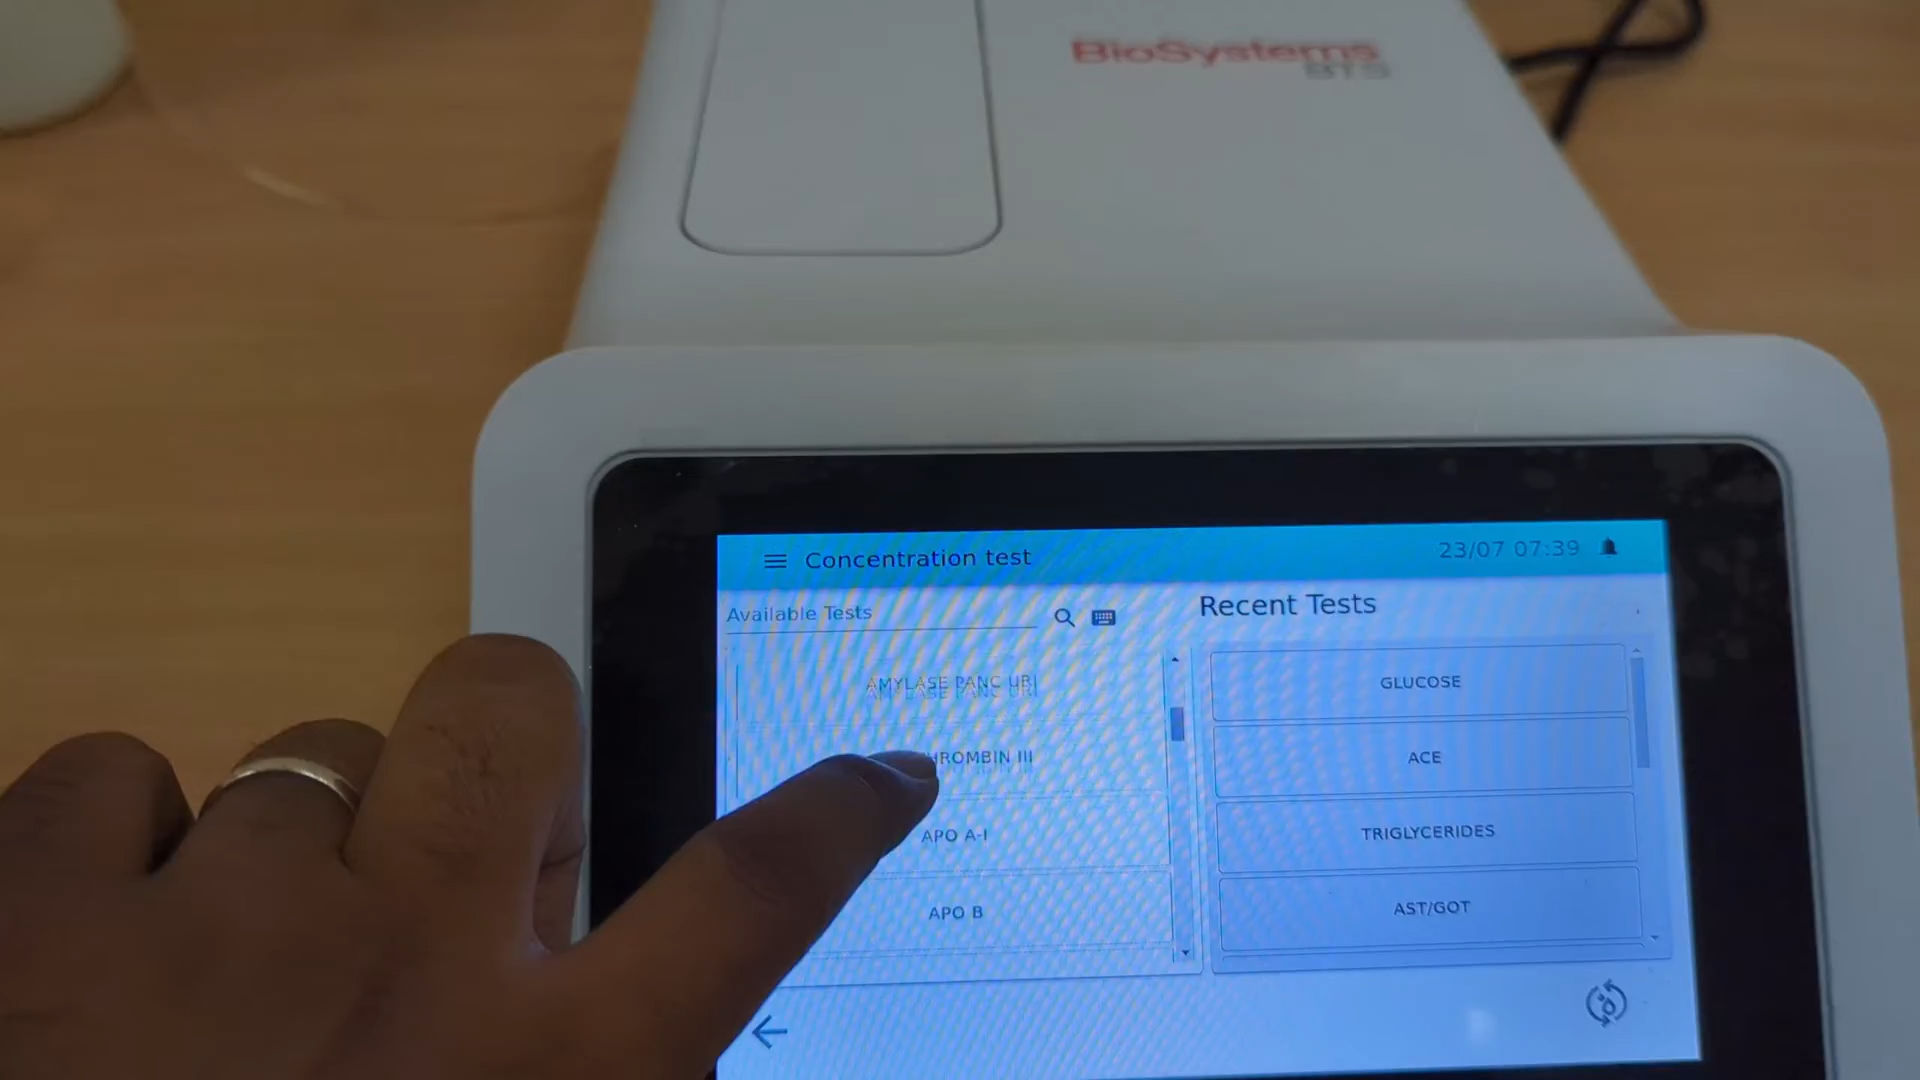 BioSystems
BTS
Concentration test
23/07 07:39
Available Tests
Recent Tests
AMYLASE PANC URI
HROMBIN III
APO A-I
APO B
GLUCOSE
ACE
TRIGLYCERIDES
AST/GOT